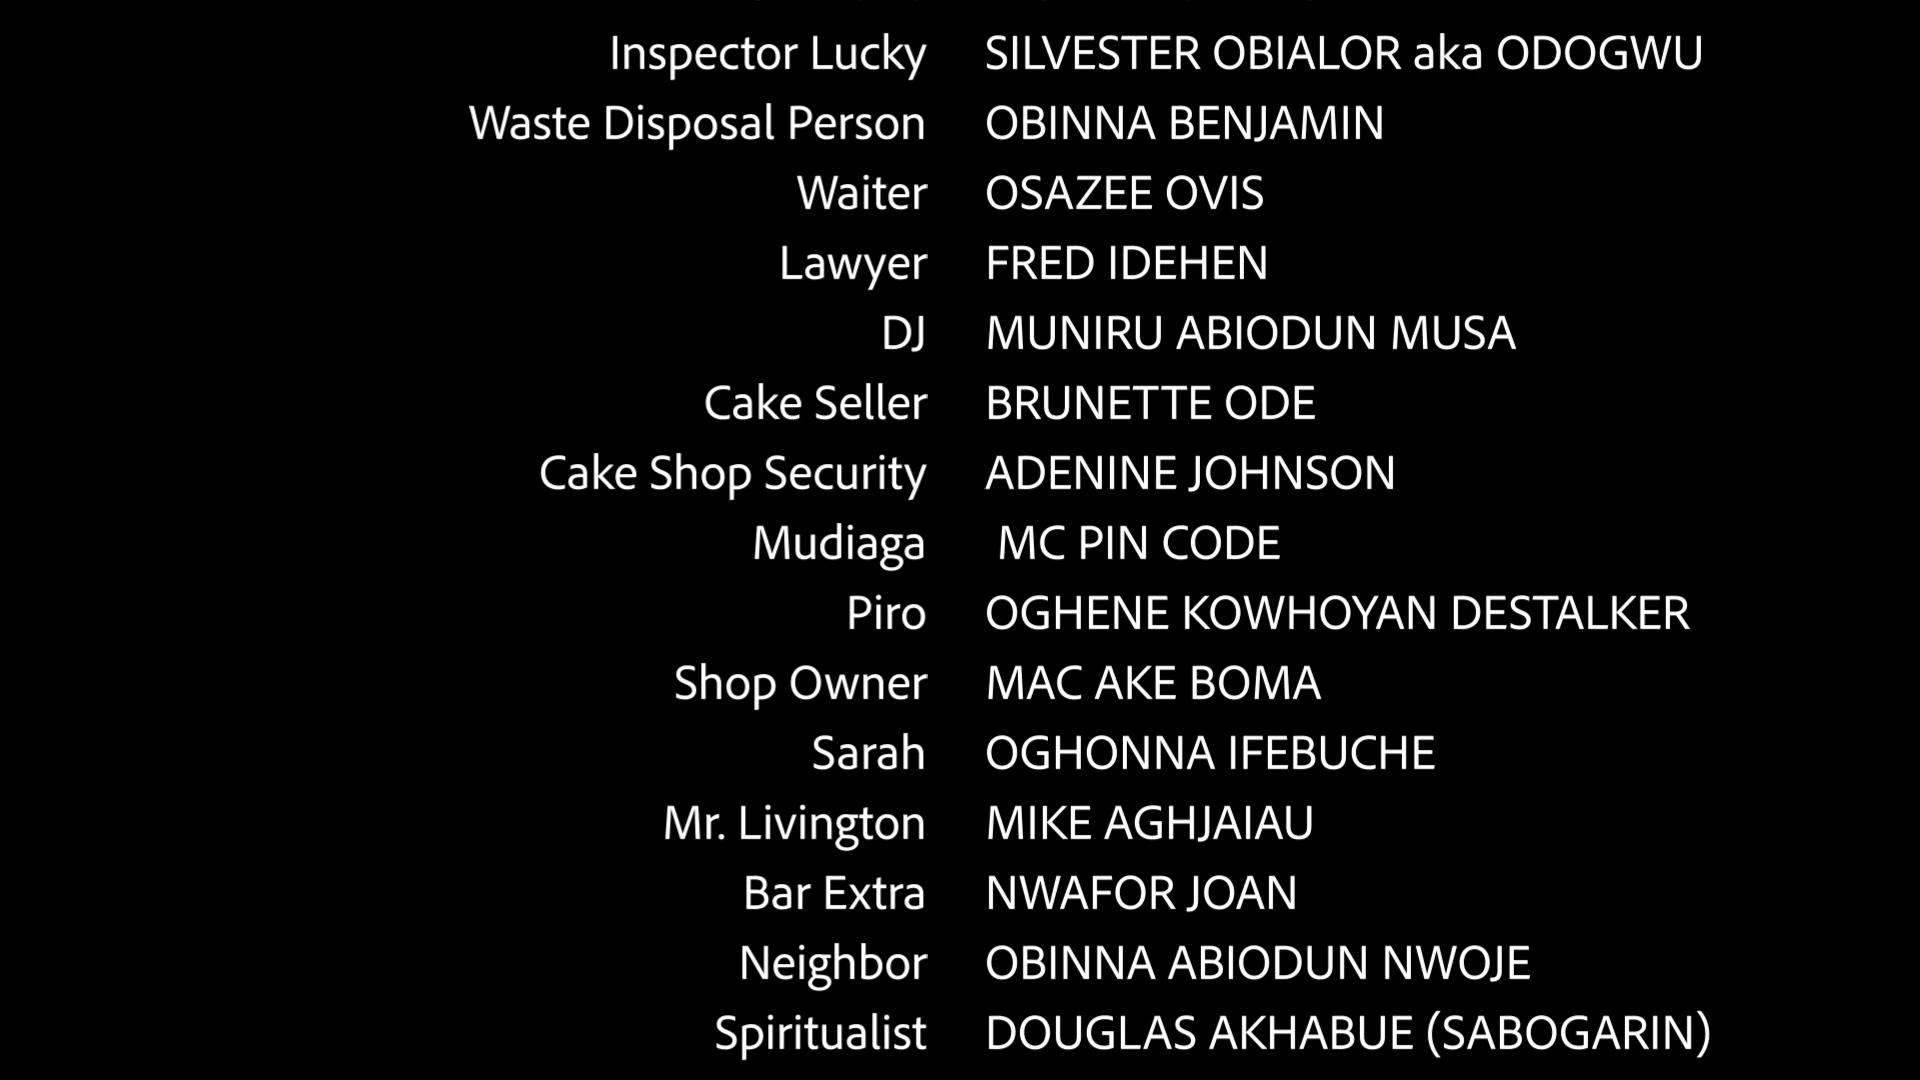 Inspector Lucky SILVESTER OBIALOR aka ODOGWU
Waste Disposal Person OBINNA BENJAMIN
Waiter OSAZEE OVIS
Lawyer FRED IDEHEN
DJ MUNIRU ABIODUN MUSA
Cake Seller BRUNETTE ODE
Cake Shop Security ADENINE JOHNSON
Mudiaga MC PIN CODE
Piro OGHENE KOWHOYAN DESTALKER
Shop Owner MAC AKE BOMA
Sarah OGHONNA IFEBUCHE
Mr. Livington MIKE AGHJAIAU
Bar Extra NWAFOR JOAN
Neighbor OBINNA ABIODUN NWOJE
Spiritualist DOUGLAS AKHABUE (SABOGARIN)